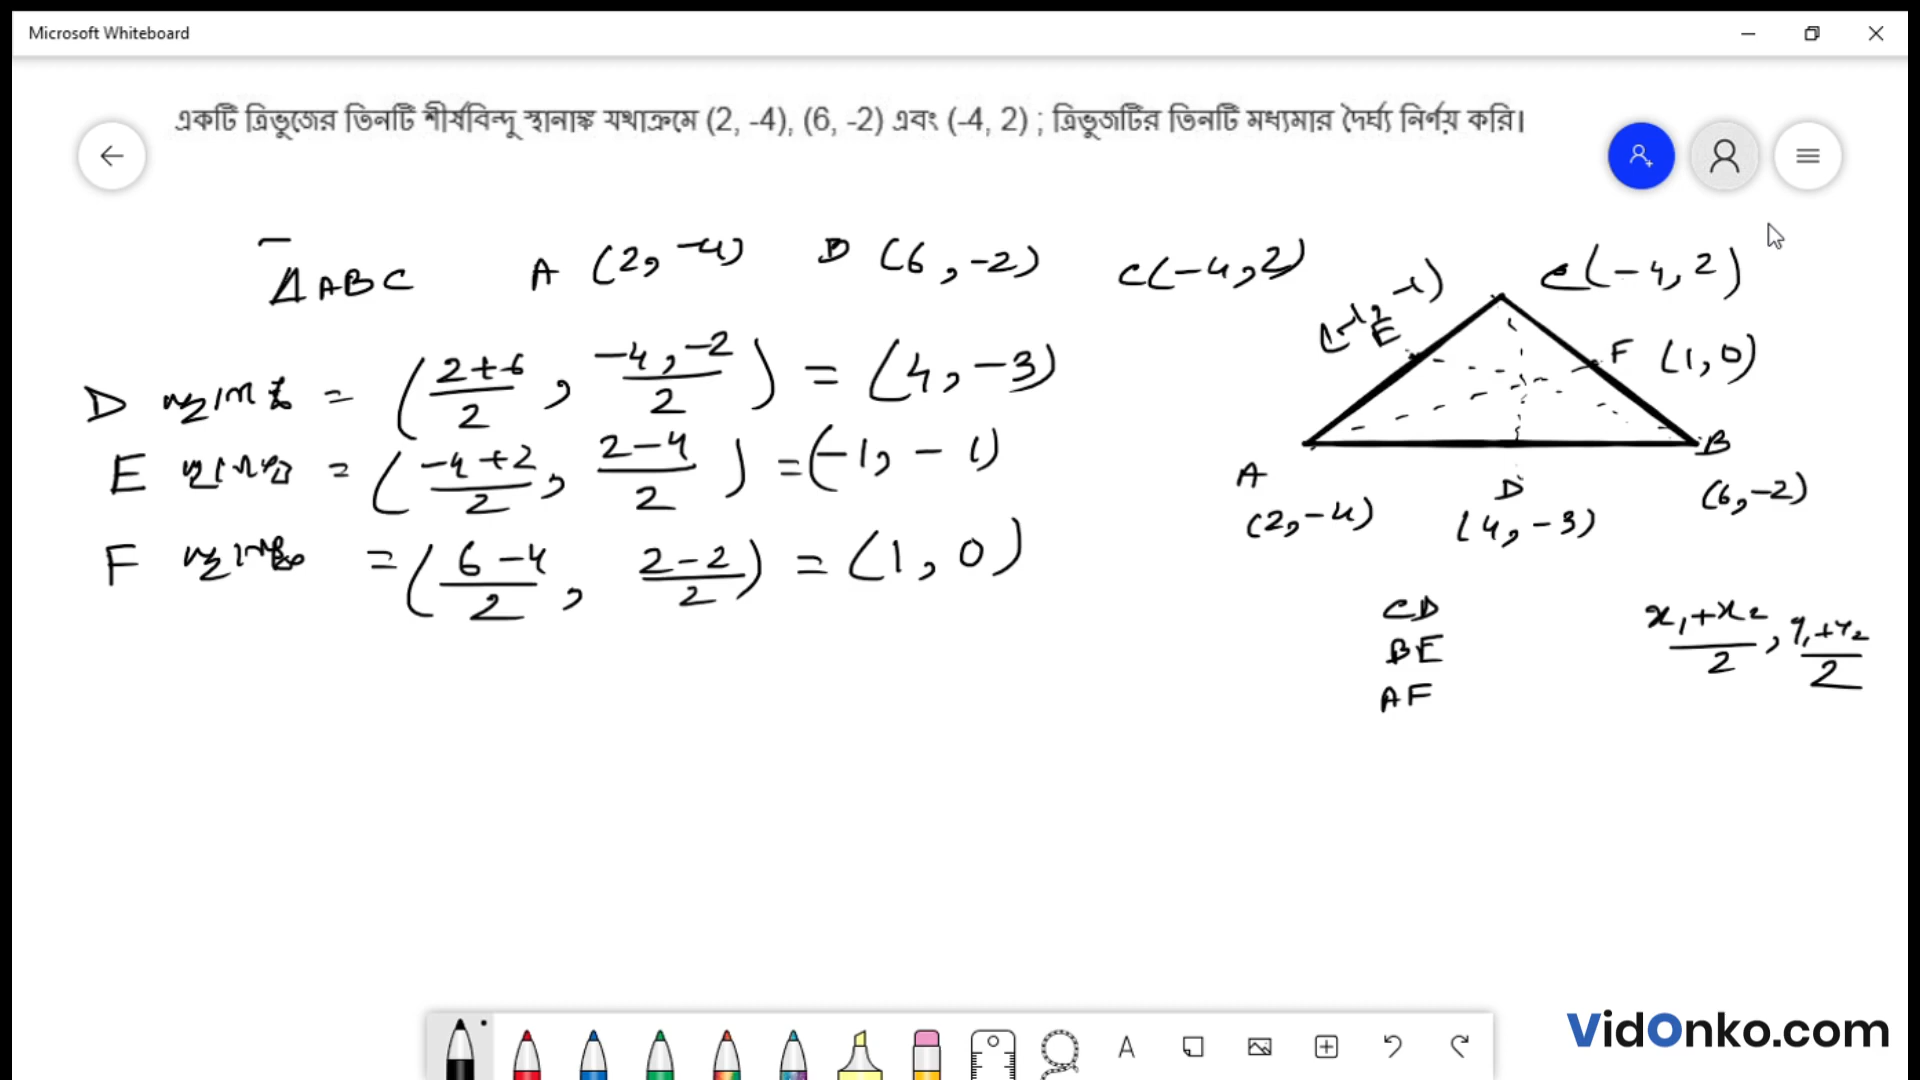 Microsoft Whiteboard
একটি ত্রিভুজের তিনটি শীর্ষবিন্দু স্থানাঙ্ক যথাক্রমে (2, -4), (6, -2) এবং (-4, 2) ; ত্রিভুজটির তিনটি মধ্যমার দৈর্ঘ্য নির্ণয় করি।
Δ ABC A (2, -4) B (6, -2) C(-4, 2)
D = (2+6/2, -4,-2/2) = (4, -3)
E = (-4+2/2, 2-4/2) = (-1, -1)
F = (6-4/2, 2-2/2) = (1, 0)
C(-4, 2)
E (-1, -1)
F (1, 0)
A
(2, -4)
D
(4, -3)
B
(6, -2)
CD
BE
AF
x₁+x₂/2, y₁+y₂/2
VidOnko.com